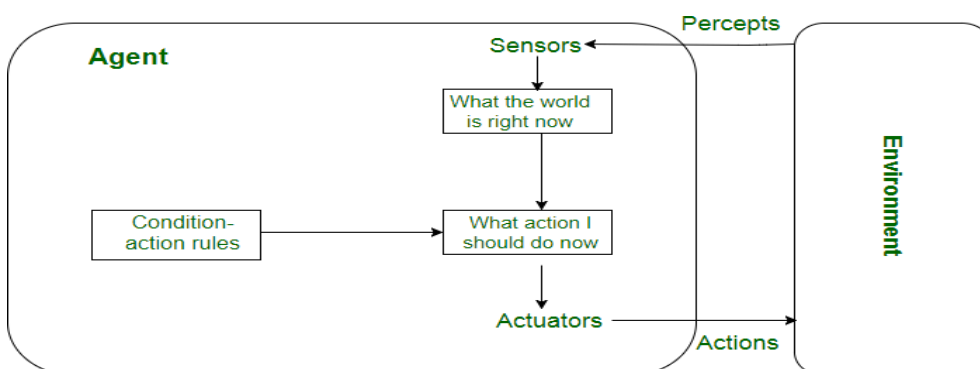 Percepts
Agent
Sensors
What the world
is right now
Environment
Condition-
action rules
What action I
should do now
Actuators
Actions